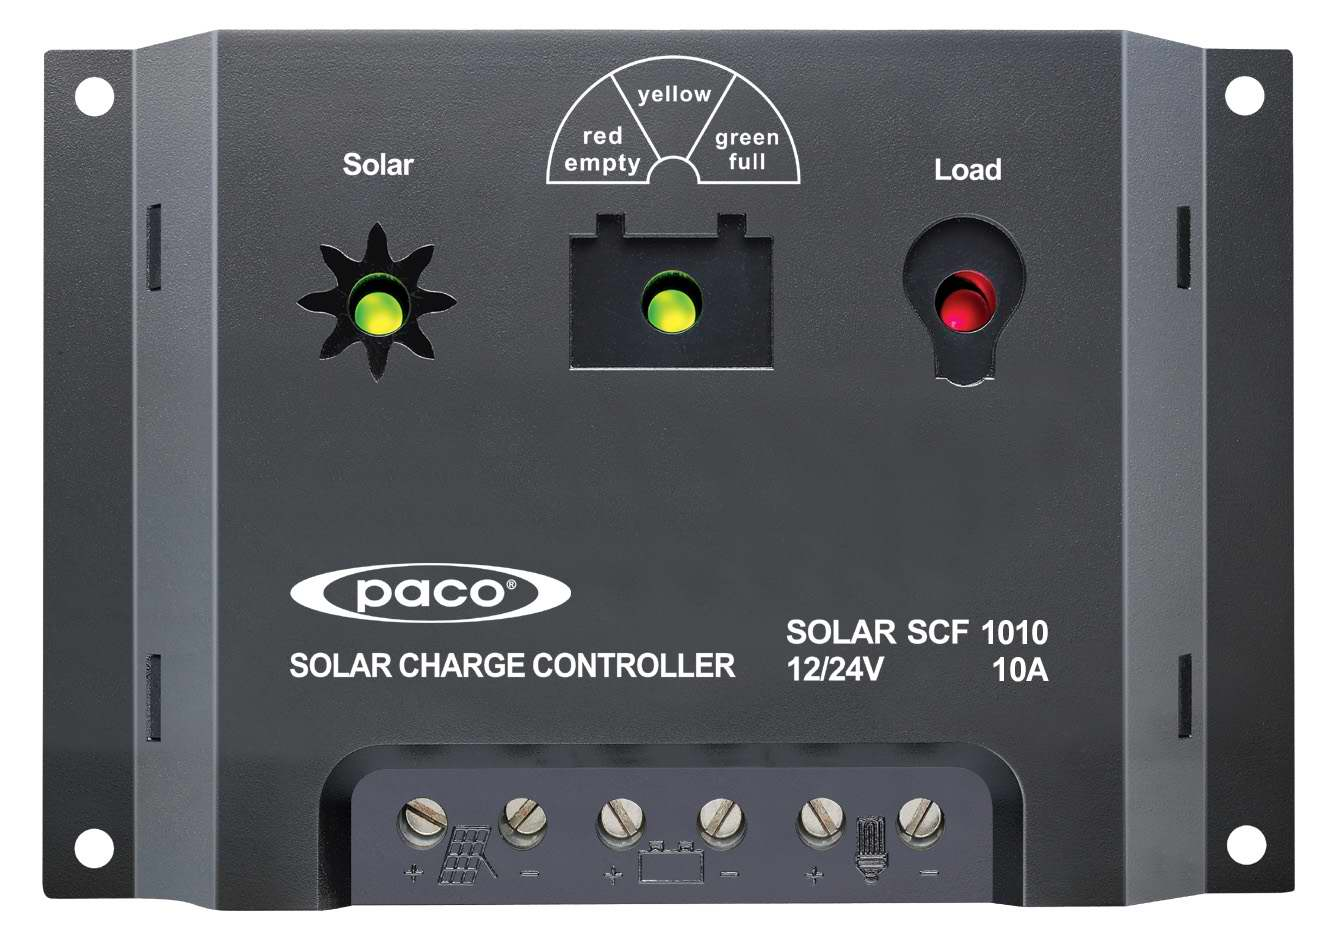 Solar
yellow
red
empty
green
full
Load
paco®
SOLAR CHARGE CONTROLLER
SOLAR SCF 1010
12/24V 10A
+ − + − + −